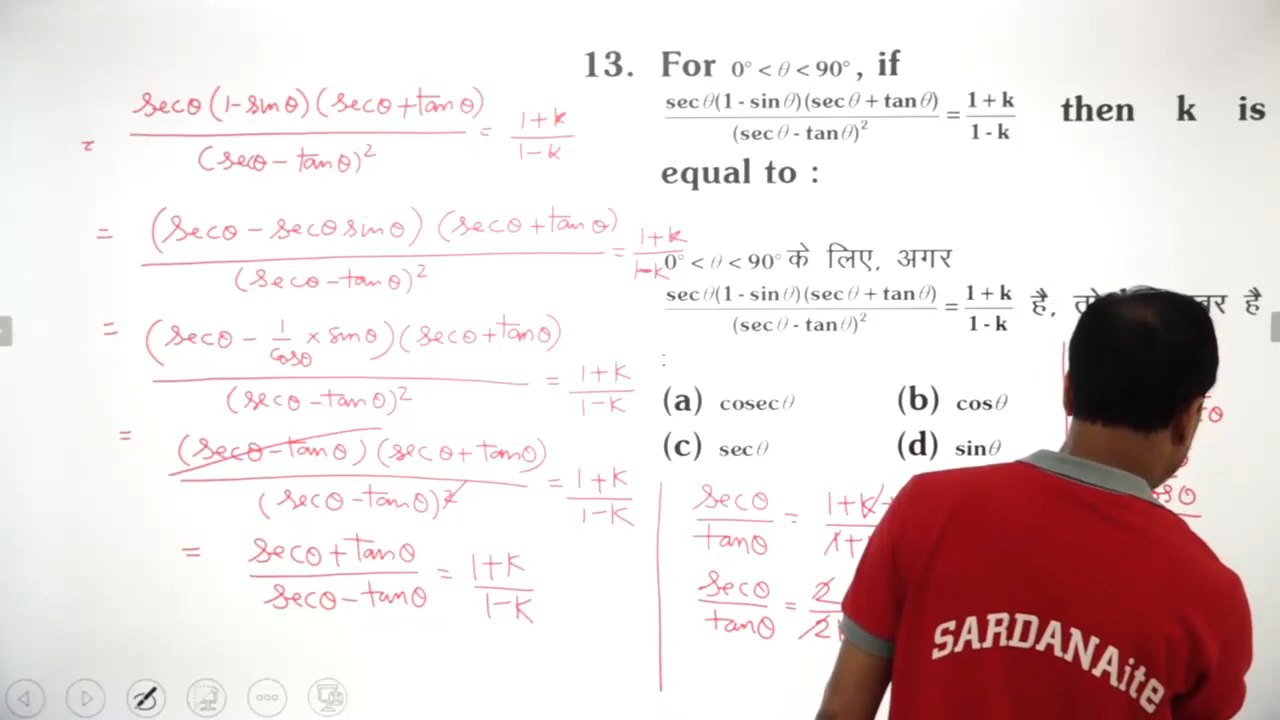 13. For 0° < θ < 90°, if
sec θ(1 - sin θ)(sec θ + tan θ) / (sec θ - tan θ)² = 1 + k / 1 - k then k is
equal to :
0° < θ < 90° के लिए, अगर
sec θ(1 - sin θ)(sec θ + tan θ) / (sec θ - tan θ)² = 1 + k / 1 - k है, है
:
(a) cosec θ (b) cos θ
(c) sec θ (d) sin θ
secθ(1-sinθ)(secθ+tanθ) / (secθ-tanθ)² = 1+k / 1-k
= (secθ-secθsinθ)(secθ+tanθ) / (secθ-tanθ)² = 1+k / 1-k
= (secθ - 1/cosθ × sinθ)(secθ+tanθ) / (secθ-tanθ)² = 1+k / 1-k
= (secθ-tanθ)(secθ+tanθ) / (secθ-tanθ)² = 1+k / 1-k
= secθ+tanθ / secθ-tanθ = 1+k / 1-k
secθ / tanθ =
secθ / tanθ = 2 / 2
SARDANAite